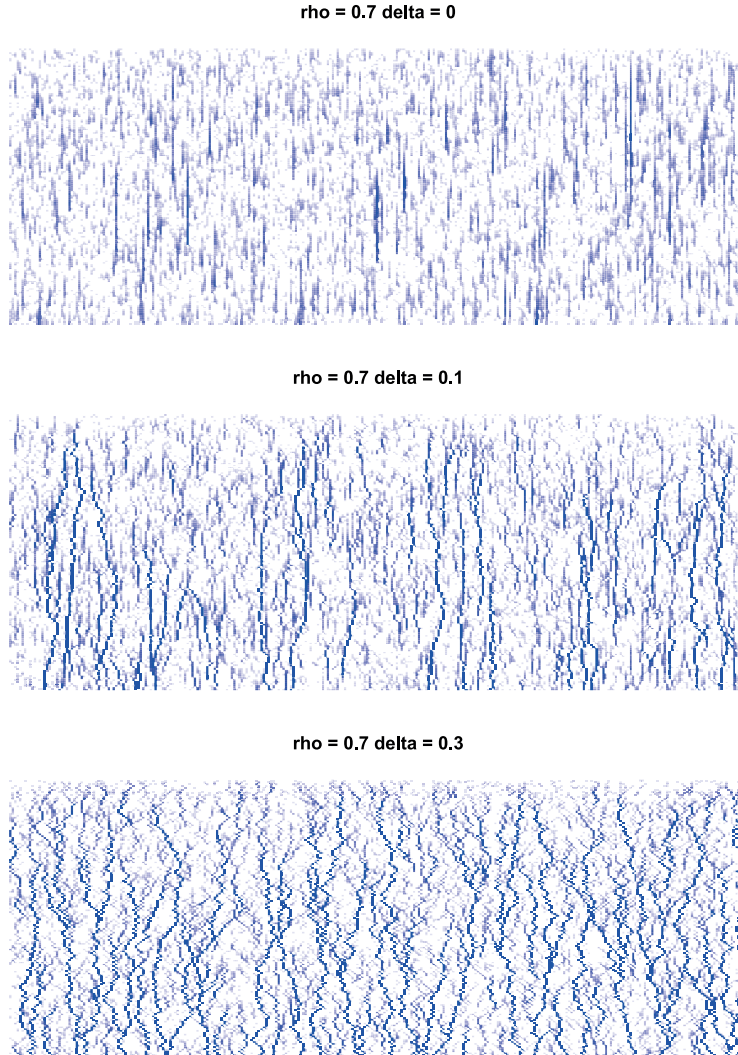 rho = 0.7 delta = 0
rho = 0.7 delta = 0.1
rho = 0.7 delta = 0.3